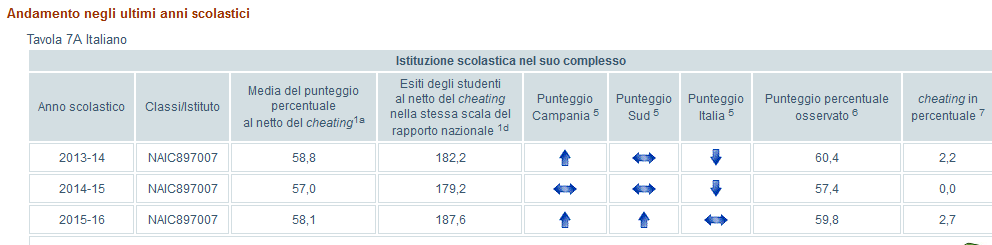 Andamento negli ultimi anni scolastici
Tavola 7A Italiano
Istituzione scolastica nel suo complesso
Anno scolastico
Classi/Istituto
Media del punteggio
percentuale
al netto del cheating1a
Esiti degli studenti
al netto del cheating
nella stessa scala del
rapporto nazionale 1d
Punteggio
Campania 5
Punteggio
Sud 5
Punteggio
Italia 5
Punteggio percentuale
osservato 6
cheating in
percentuale 7
2013-14 NAIC897007 58,8 182,2 60,4 2,2
2014-15 NAIC897007 57,0 179,2 57,4 0,0
2015-16 NAIC897007 58,1 187,6 59,8 2,7